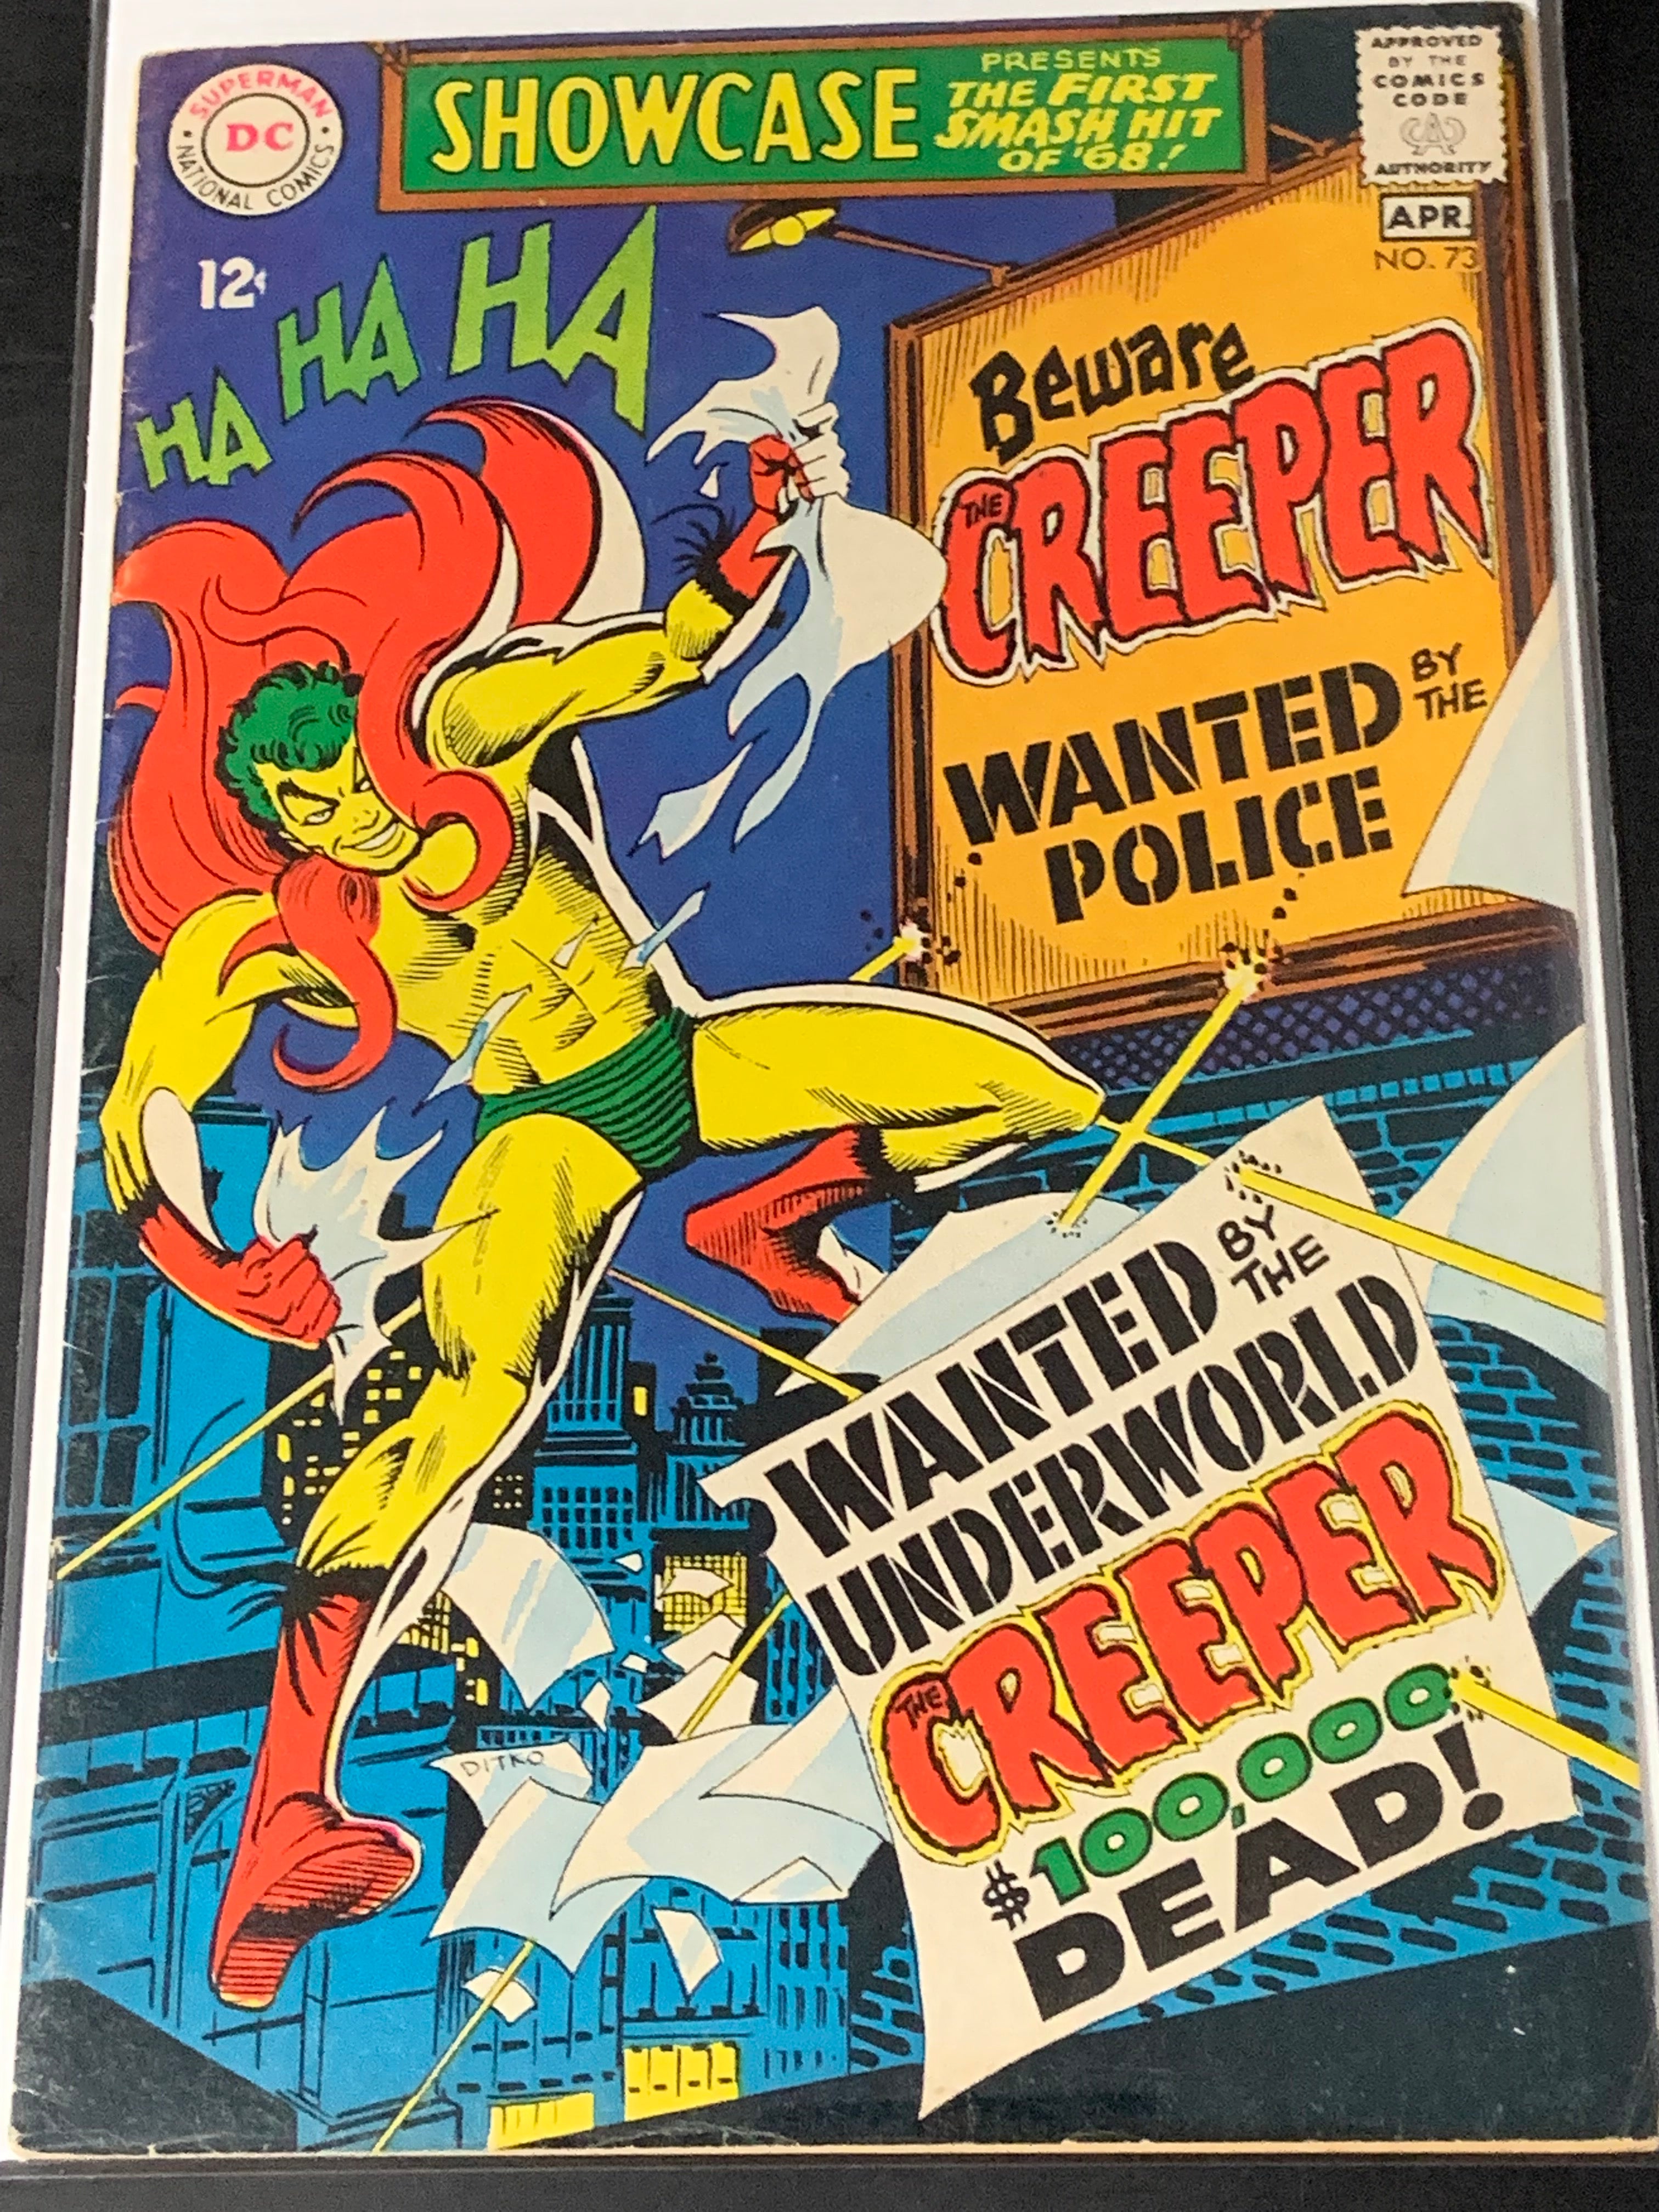 SUPERMAN
DC
NATIONAL COMICS
SHOWCASE
PRESENTS
THE FIRST
SMASH HIT
OF '68!
APPROVED
BY THE
COMICS
CODE
CA
AUTHORITY
APR.
NO. 73
12¢
HA HA HA HA
Beware
THE CREEPER
WANTED BY THE
POLICE
WANTED BY THE
UNDERWORLD
THE CREEPER
$100,000
DEAD!
DITKO